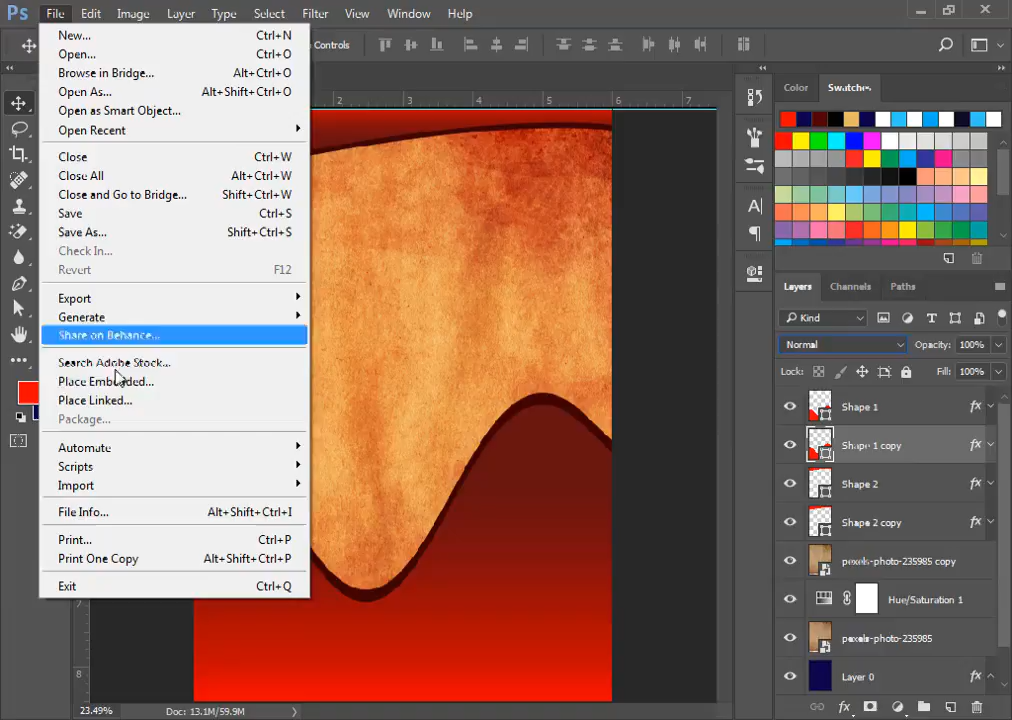 Ps File Edit Image Layer Type Select Filter View Window Help
Controls
New... Ctrl+N
Open... Ctrl+O
Browse in Bridge... Alt+Ctrl+O
Open As... Alt+Shift+Ctrl+O
Open as Smart Object...
Open Recent
Close Ctrl+W
Close All Alt+Ctrl+W
Close and Go to Bridge... Shift+Ctrl+W
Save Ctrl+S
Save As... Shift+Ctrl+S
Check In...
Revert F12
Export
Generate
Share on Behance...
Search Adobe Stock...
Place Embedded...
Place Linked...
Package...
Automate
Scripts
Import
File Info... Alt+Shift+Ctrl+I
Print... Ctrl+P
Print One Copy Alt+Shift+Ctrl+P
Exit Ctrl+Q
2 3 4 5 6 7
8
23.49% Doc: 13.1M/59.9M
Color Swatches
Layers Channels Paths
Kind
Normal Opacity: 100%
Lock: Fill: 100%
Shape 1 fx
Shape 1 copy fx
Shape 2 fx
Shape 2 copy fx
pexels-photo-235985 copy
Hue/Saturation 1
pexels-photo-235985
Layer 0 fx
fx